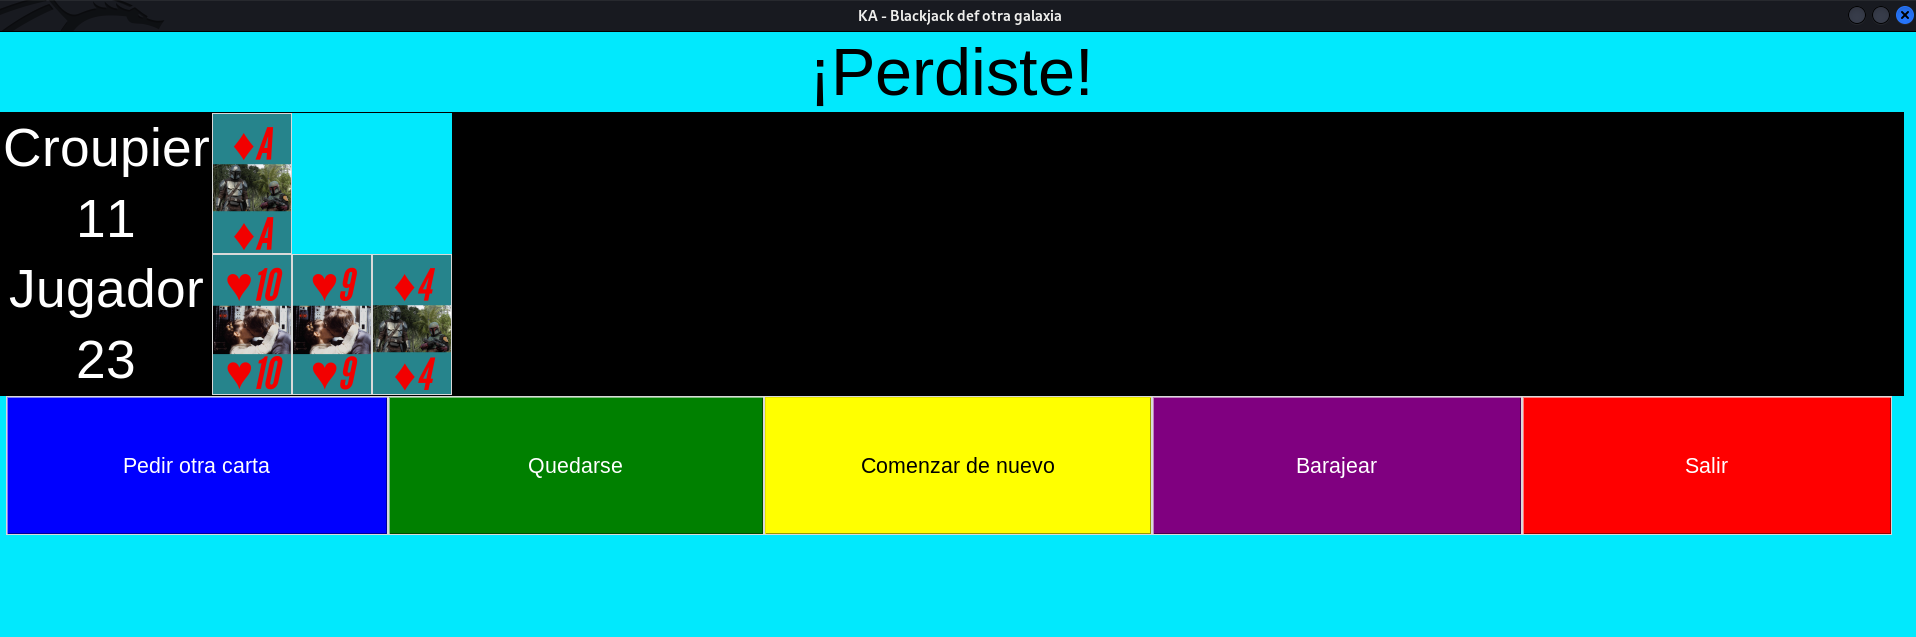 KA - Blackjack def otra galaxia
¡Perdiste!
Croupier
11
♦A
♦A
Jugador
23
♥10 ♥9 ♦4
♥10 ♥9 ♦4
Pedir otra carta
Quedarse
Comenzar de nuevo
Barajear
Salir